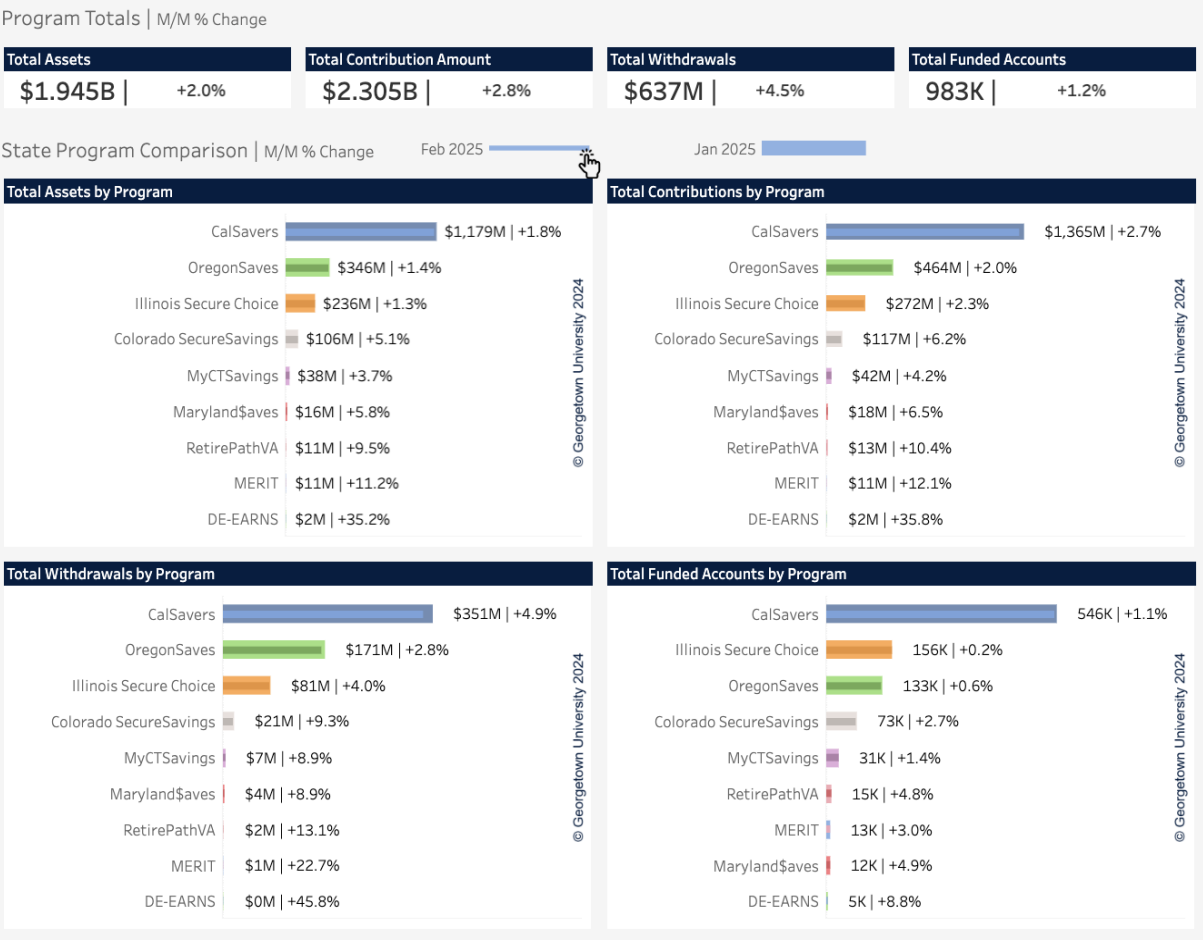 Program Totals | M/M % Change
Total Assets
$1.945B | +2.0%
Total Contribution Amount
$2.305B | +2.8%
Total Withdrawals
$637M | +4.5%
Total Funded Accounts
983K | +1.2%
State Program Comparison | M/M % Change
Feb 2025
Jan 2025
Total Assets by Program
CalSavers $1,179M | +1.8%
OregonSaves $346M | +1.4%
Illinois Secure Choice $236M | +1.3%
Colorado SecureSavings $106M | +5.1%
MyCTSavings $38M | +3.7%
Maryland$aves $16M | +5.8%
RetirePathVA $11M | +9.5%
MERIT $11M | +11.2%
DE-EARNS $2M | +35.2%
© Georgetown University 2024
Total Contributions by Program
CalSavers $1,365M | +2.7%
OregonSaves $464M | +2.0%
Illinois Secure Choice $272M | +2.3%
Colorado SecureSavings $117M | +6.2%
MyCTSavings $42M | +4.2%
Maryland$aves $18M | +6.5%
RetirePathVA $13M | +10.4%
MERIT $11M | +12.1%
DE-EARNS $2M | +35.8%
© Georgetown University 2024
Total Withdrawals by Program
CalSavers $351M | +4.9%
OregonSaves $171M | +2.8%
Illinois Secure Choice $81M | +4.0%
Colorado SecureSavings $21M | +9.3%
MyCTSavings $7M | +8.9%
Maryland$aves $4M | +8.9%
RetirePathVA $2M | +13.1%
MERIT $1M | +22.7%
DE-EARNS $0M | +45.8%
© Georgetown University 2024
Total Funded Accounts by Program
CalSavers 546K | +1.1%
Illinois Secure Choice 156K | +0.2%
OregonSaves 133K | +0.6%
Colorado SecureSavings 73K | +2.7%
MyCTSavings 31K | +1.4%
RetirePathVA 15K | +4.8%
MERIT 13K | +3.0%
Maryland$aves 12K | +4.9%
DE-EARNS 5K | +8.8%
© Georgetown University 2024